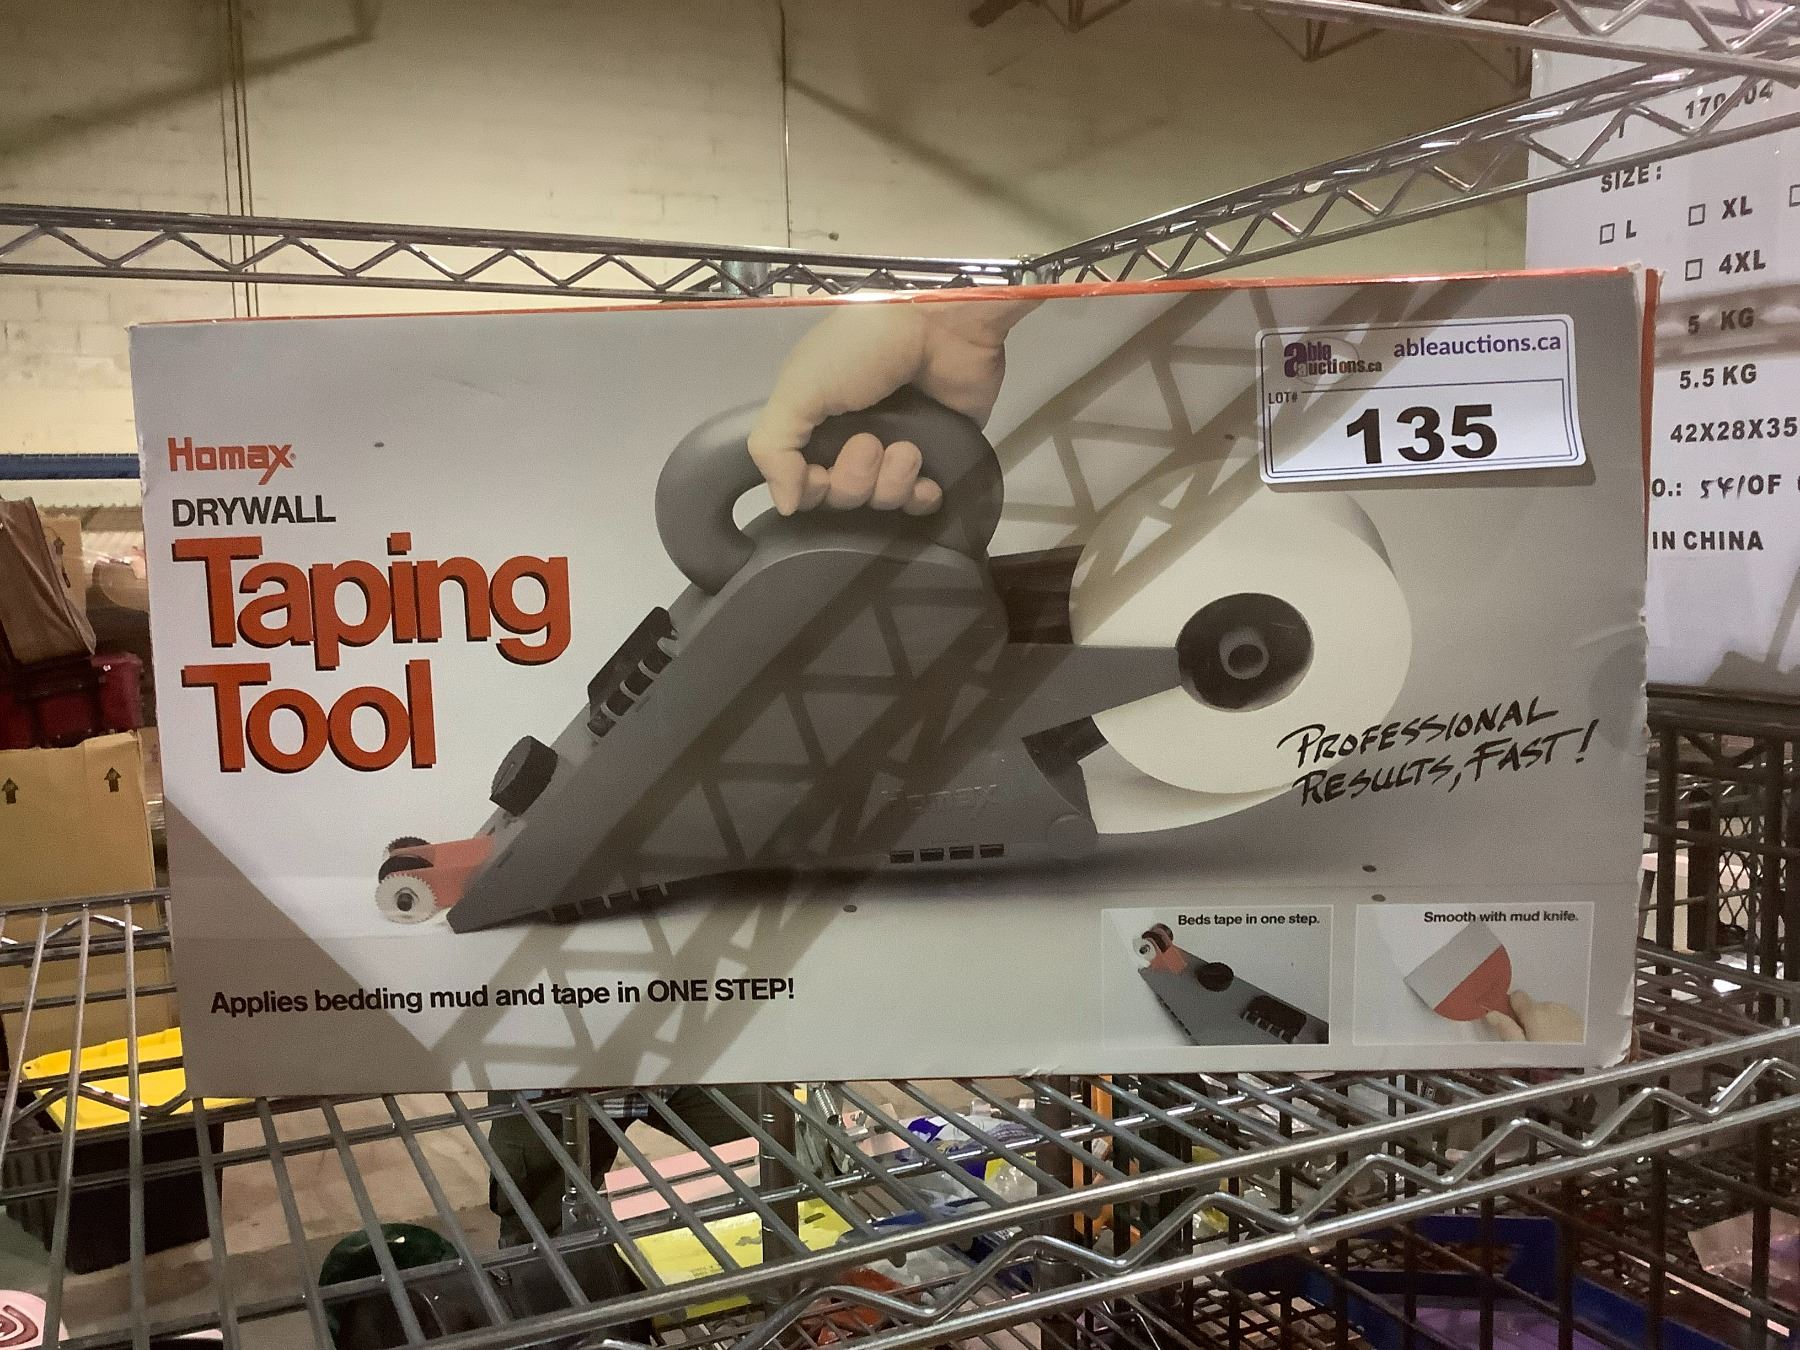 able
auctions.ca
ableauctions.ca
LOT#
135
Homax
DRYWALL
Taping
Tool
PROFESSIONAL
RESULTS, FAST!
Homax
Beds tape in one step.
Smooth with mud knife.
Applies bedding mud and tape in ONE STEP!
SIZE:
□ L □ XL
□ 4XL
5 KG
5.5 KG
42X28X35
IN CHINA